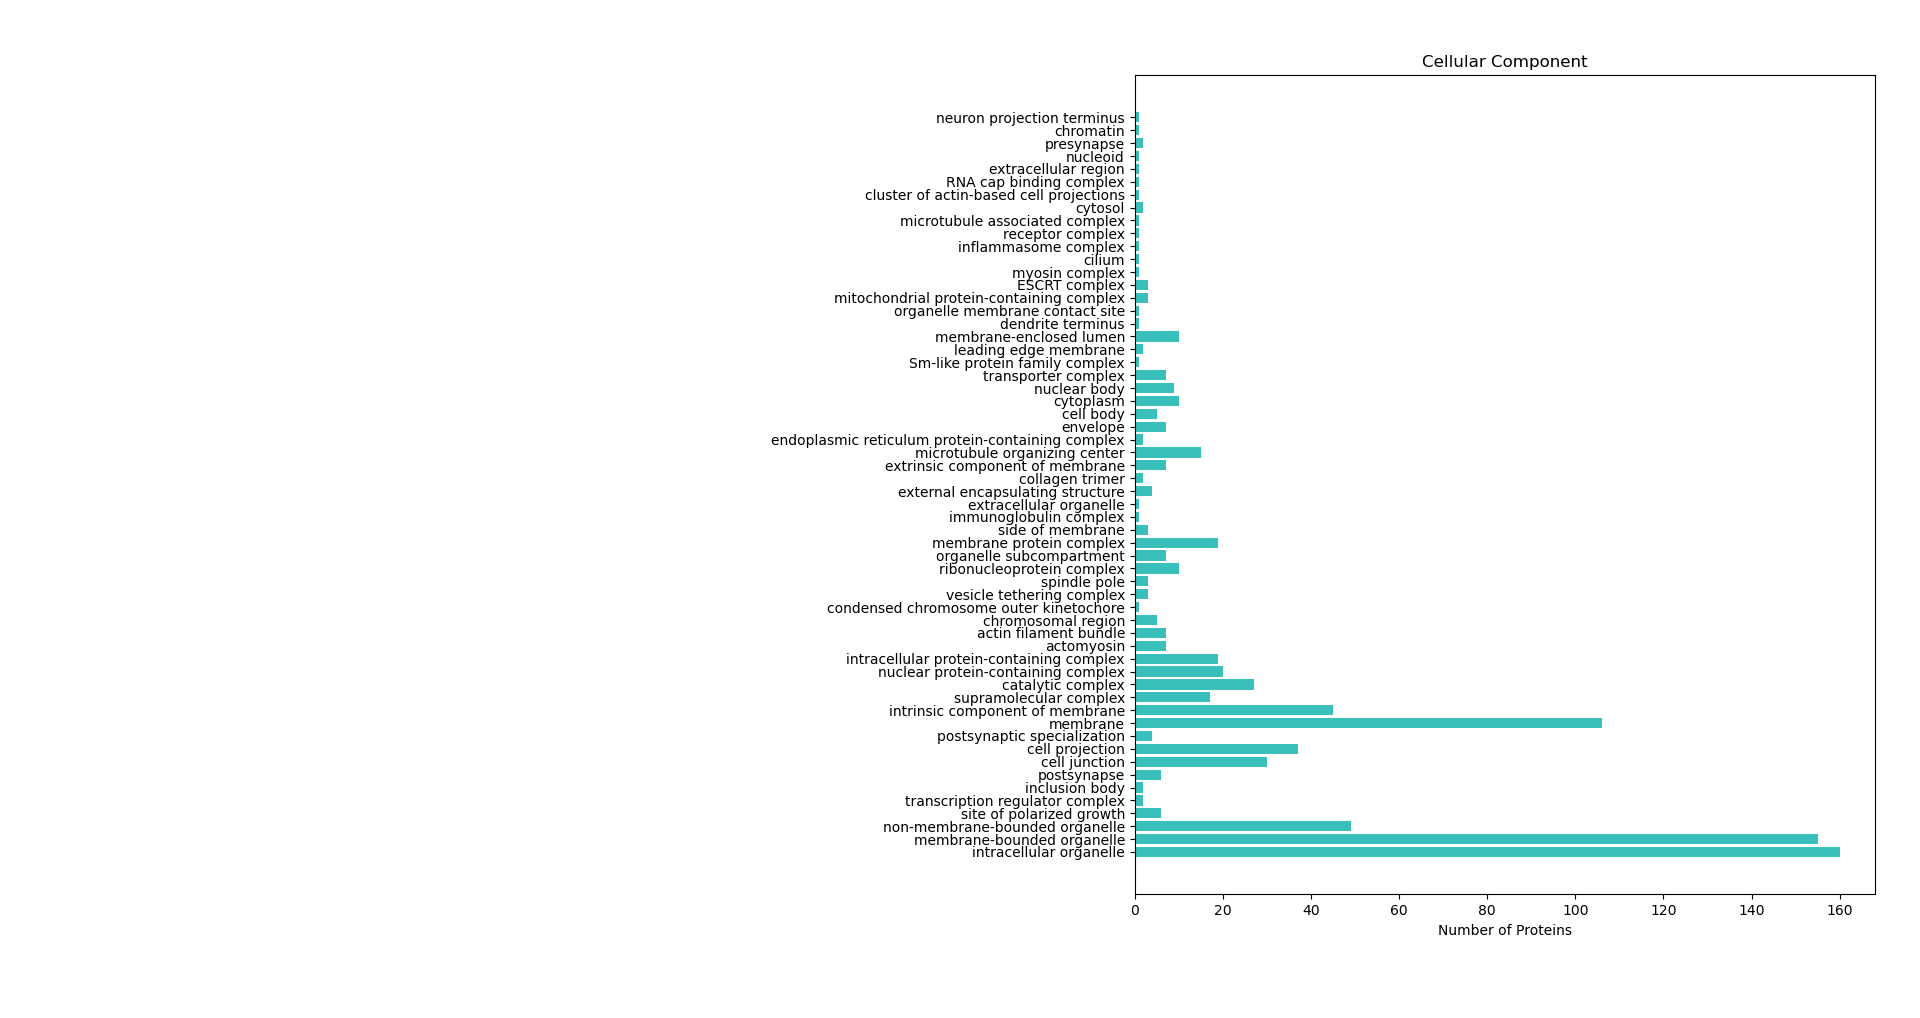 Cellular Component
neuron projection terminus
chromatin
presynapse
nucleoid
extracellular region
RNA cap binding complex
cluster of actin-based cell projections
cytosol
microtubule associated complex
receptor complex
inflammasome complex
cilium
myosin complex
ESCRT complex
mitochondrial protein-containing complex
organelle membrane contact site
dendrite terminus
membrane-enclosed lumen
leading edge membrane
Sm-like protein family complex
transporter complex
nuclear body
cytoplasm
cell body
envelope
endoplasmic reticulum protein-containing complex
microtubule organizing center
extrinsic component of membrane
collagen trimer
external encapsulating structure
extracellular organelle
immunoglobulin complex
side of membrane
membrane protein complex
organelle subcompartment
ribonucleoprotein complex
spindle pole
vesicle tethering complex
condensed chromosome outer kinetochore
chromosomal region
actin filament bundle
actomyosin
intracellular protein-containing complex
nuclear protein-containing complex
catalytic complex
supramolecular complex
intrinsic component of membrane
membrane
postsynaptic specialization
cell projection
cell junction
postsynapse
inclusion body
transcription regulator complex
site of polarized growth
non-membrane-bounded organelle
membrane-bounded organelle
intracellular organelle
0 20 40 60 80 100 120 140 160
Number of Proteins